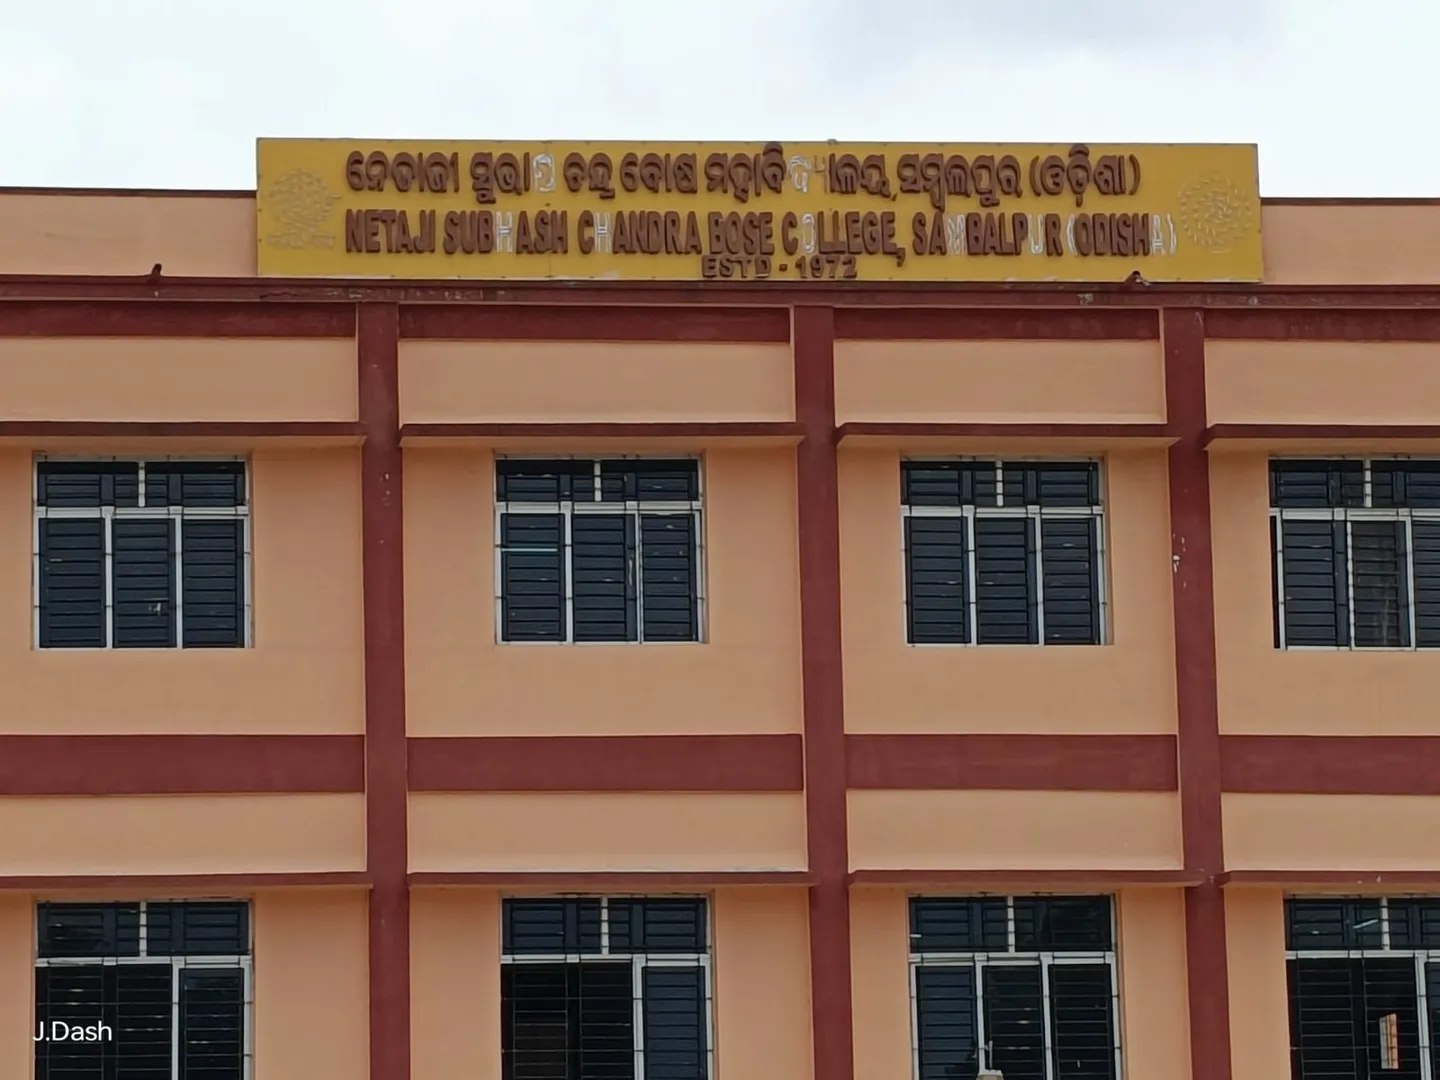 ନେତାଜୀ ସୁଭାଷ ଚନ୍ଦ୍ର ବୋଷ ମହାବିଦ୍ୟାଳୟ, ସମ୍ବଲପୁର (ଓଡ଼ିଶା)
NETAJI SUBHASH CHANDRA BOSE COLLEGE, SAMBALPUR (ODISHA)
ESTD - 1972
J.Dash